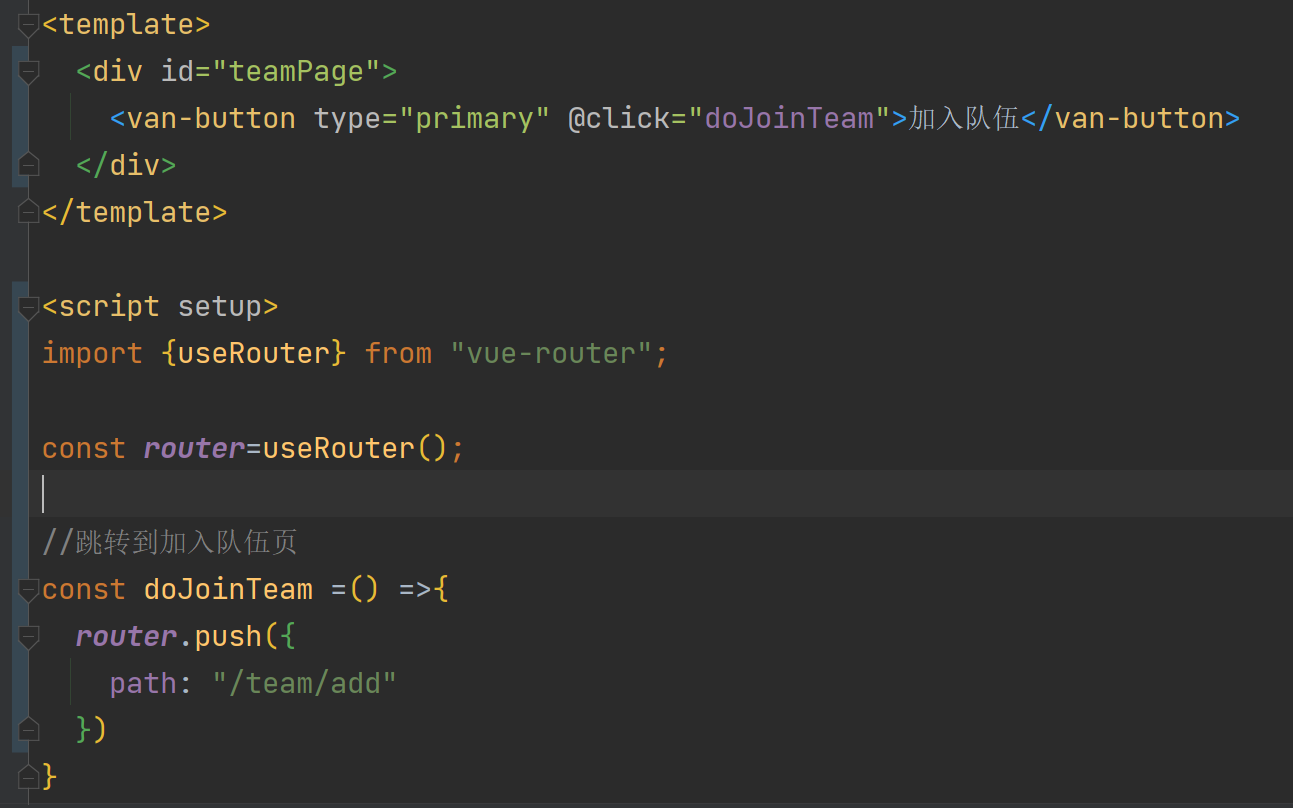 <template>
<div id="teamPage">
<van-button type="primary" @click="doJoinTeam">加入队伍</van-button>
</div>
</template>
<script setup>
import {useRouter} from "vue-router";
const router=useRouter();
//跳转到加入队伍页
const doJoinTeam =() =>{
router.push({
path: "/team/add"
})
}